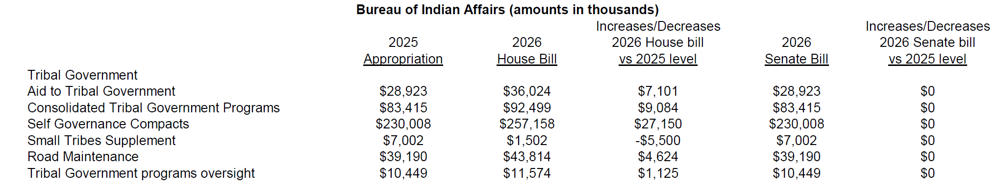 Bureau of Indian Affairs (amounts in thousands)
Increases/Decreases Increases/Decreases
2025 2026 2026 House bill 2026 2026 Senate bill
Appropriation House Bill vs 2025 level Senate Bill vs 2025 level
Tribal Government
Aid to Tribal Government $28,923 $36,024 $7,101 $28,923 $0
Consolidated Tribal Government Programs $83,415 $92,499 $9,084 $83,415 $0
Self Governance Compacts $230,008 $257,158 $27,150 $230,008 $0
Small Tribes Supplement $7,002 $1,502 -$5,500 $7,002 $0
Road Maintenance $39,190 $43,814 $4,624 $39,190 $0
Tribal Government programs oversight $10,449 $11,574 $1,125 $10,449 $0